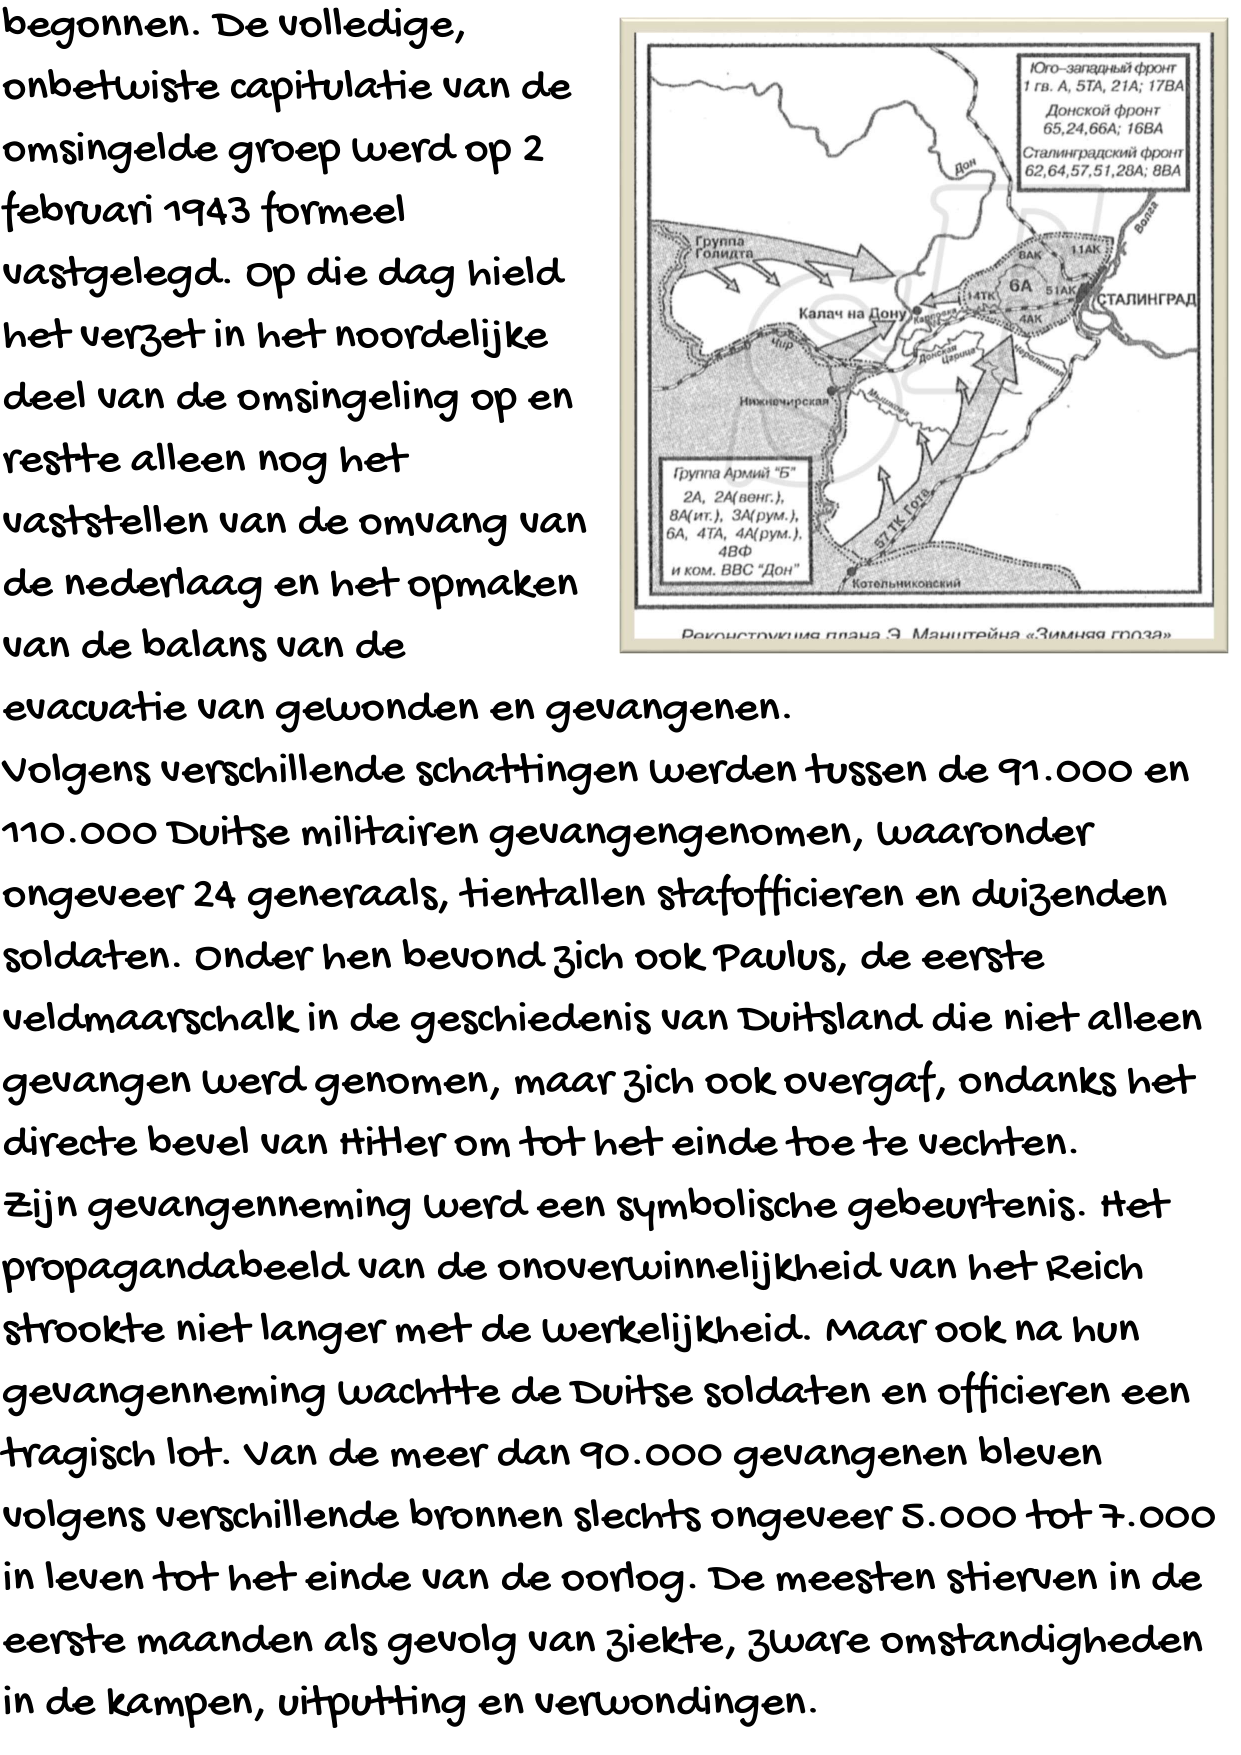 begonnen. De volledige,
onbetwiste capitulatie van de
omsingelde groep werd op 2
februari 1943 formeel
vastgelegd. Op die dag hield
het verzet in het noordelijke
deel van de omsingeling op en
restte alleen nog het
vaststellen van de omvang van
de nederlaag en het opmaken
van de balans van de
evacuatie van gewonden en gevangenen.
Volgens verschillende schattingen werden tussen de 91.000 en
110.000 Duitse militairen gevangengenomen, waaronder
ongeveer 24 generaals, tientallen stafofficieren en duizenden
soldaten. Onder hen bevond zich ook Paulus, de eerste
veldmaarschalk in de geschiedenis van Duitsland die niet alleen
gevangen werd genomen, maar zich ook overgaf, ondanks het
directe bevel van Hitler om tot het einde toe te vechten.
Zijn gevangenneming werd een symbolische gebeurtenis. Het
propagandabeeld van de onoverwinnelijkheid van het Reich
strookte niet langer met de werkelijkheid. Maar ook na hun
gevangenneming wachtte de Duitse soldaten en officieren een
tragisch lot. Van de meer dan 90.000 gevangenen bleven
volgens verschillende bronnen slechts ongeveer 5.000 tot 7.000
in leven tot het einde van de oorlog. De meesten stierven in de
eerste maanden als gevolg van ziekte, zware omstandigheden
in de kampen, uitputting en verwondingen.
Юго-западный фронт
1 гв. А, 5ТА, 21А; 17ВА
Донской фронт
65,24,66А; 16ВА
Сталинградский фронт
62,64,57,51,28А; 8ВА
Дон
Волга
Группа
Голидта
8АК
11АК
6А
51АК
14ТК
4АК
СТАЛИНГРАД
Калач на Дону
Карповка
Донская
Царица
Чир
Нижнечирская
Мышкова
57 ТК Гота
Группа Армий "Б"
2А, 2А(венг.),
8А(ит.), 3А(рум.),
6А, 4ТА, 4А(рум.),
4ВФ
и ком. ВВС "Дон"
Котельниковский
Реконструкция плана Э. Манштейна «Зимняя гроза»